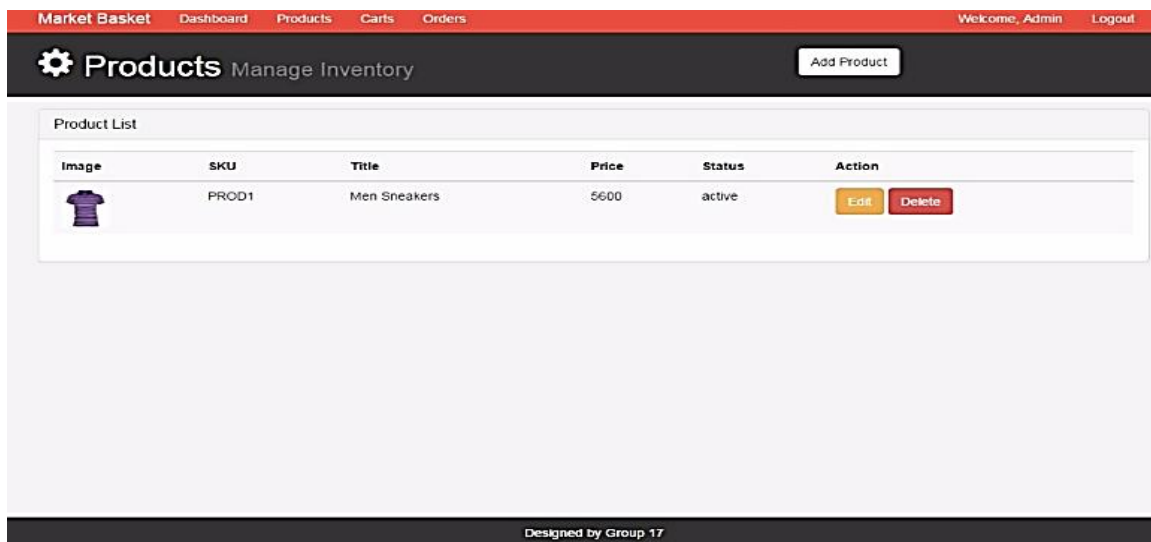 Market Basket Dashboard Products Carts Orders Welcome, Admin Logout
Products Manage Inventory Add Product
Product List
Image SKU Title Price Status Action
PROD1 Men Sneakers 5600 active Edit Delete
Designed by Group 17